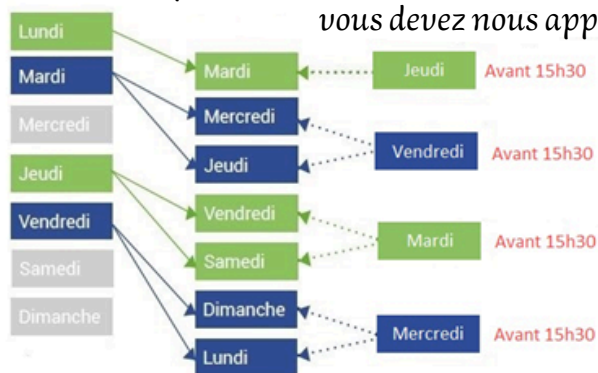 vous devez nous app
Lundi
Mardi
Mercredi
Jeudi
Vendredi
Samedi
Dimanche
Mardi
Mercredi
Jeudi
Vendredi
Samedi
Dimanche
Lundi
Jeudi Avant 15h30
Vendredi Avant 15h30
Mardi Avant 15h30
Mercredi Avant 15h30